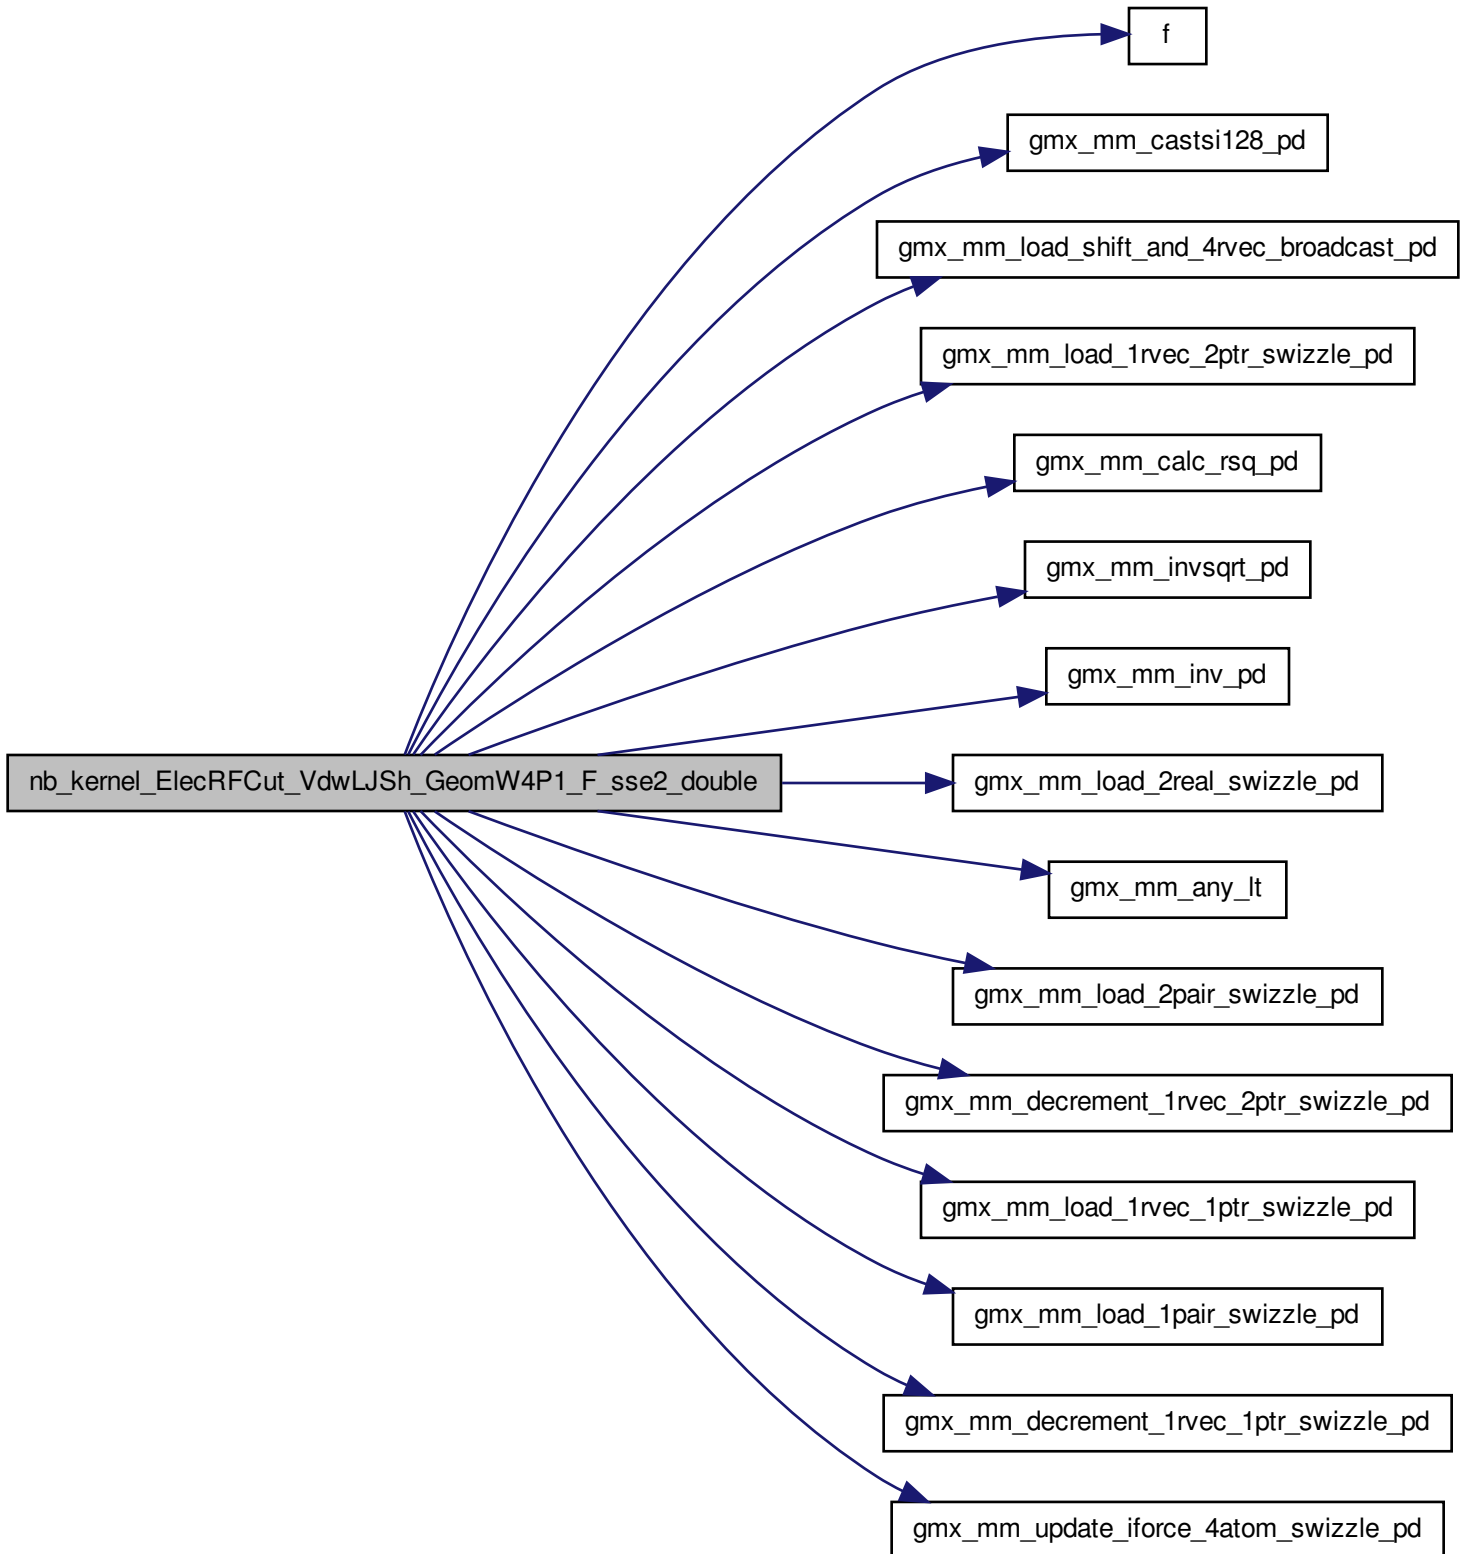 f
gmx_mm_castsi128_pd
gmx_mm_load_shift_and_4rvec_broadcast_pd
gmx_mm_load_1rvec_2ptr_swizzle_pd
gmx_mm_calc_rsq_pd
gmx_mm_invsqrt_pd
gmx_mm_inv_pd
nb_kernel_ElecRFCut_VdwLJSh_GeomW4P1_F_sse2_double
gmx_mm_load_2real_swizzle_pd
gmx_mm_any_lt
gmx_mm_load_2pair_swizzle_pd
gmx_mm_decrement_1rvec_2ptr_swizzle_pd
gmx_mm_load_1rvec_1ptr_swizzle_pd
gmx_mm_load_1pair_swizzle_pd
gmx_mm_decrement_1rvec_1ptr_swizzle_pd
gmx_mm_update_iforce_4atom_swizzle_pd